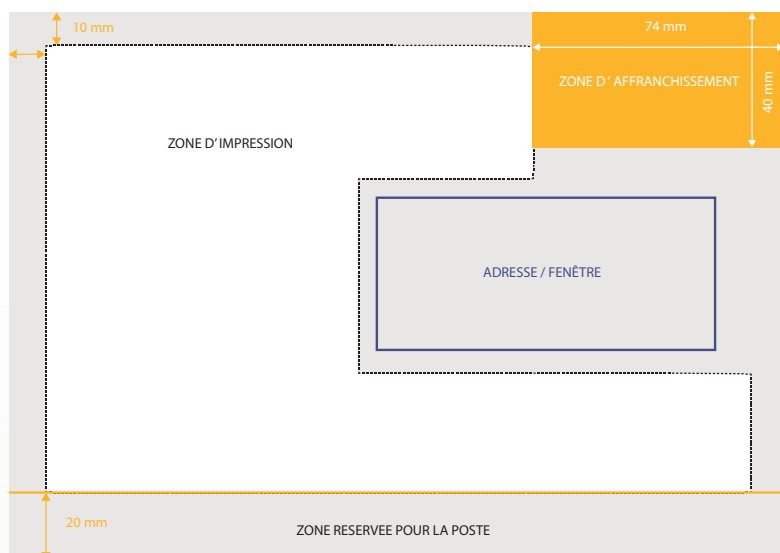 10 mm
74 mm
ZONE D’ AFFRANCHISSEMENT
40 mm
ZONE D’IMPRESSION
ADRESSE / FENÊTRE
20 mm
ZONE RESERVEE POUR LA POSTE